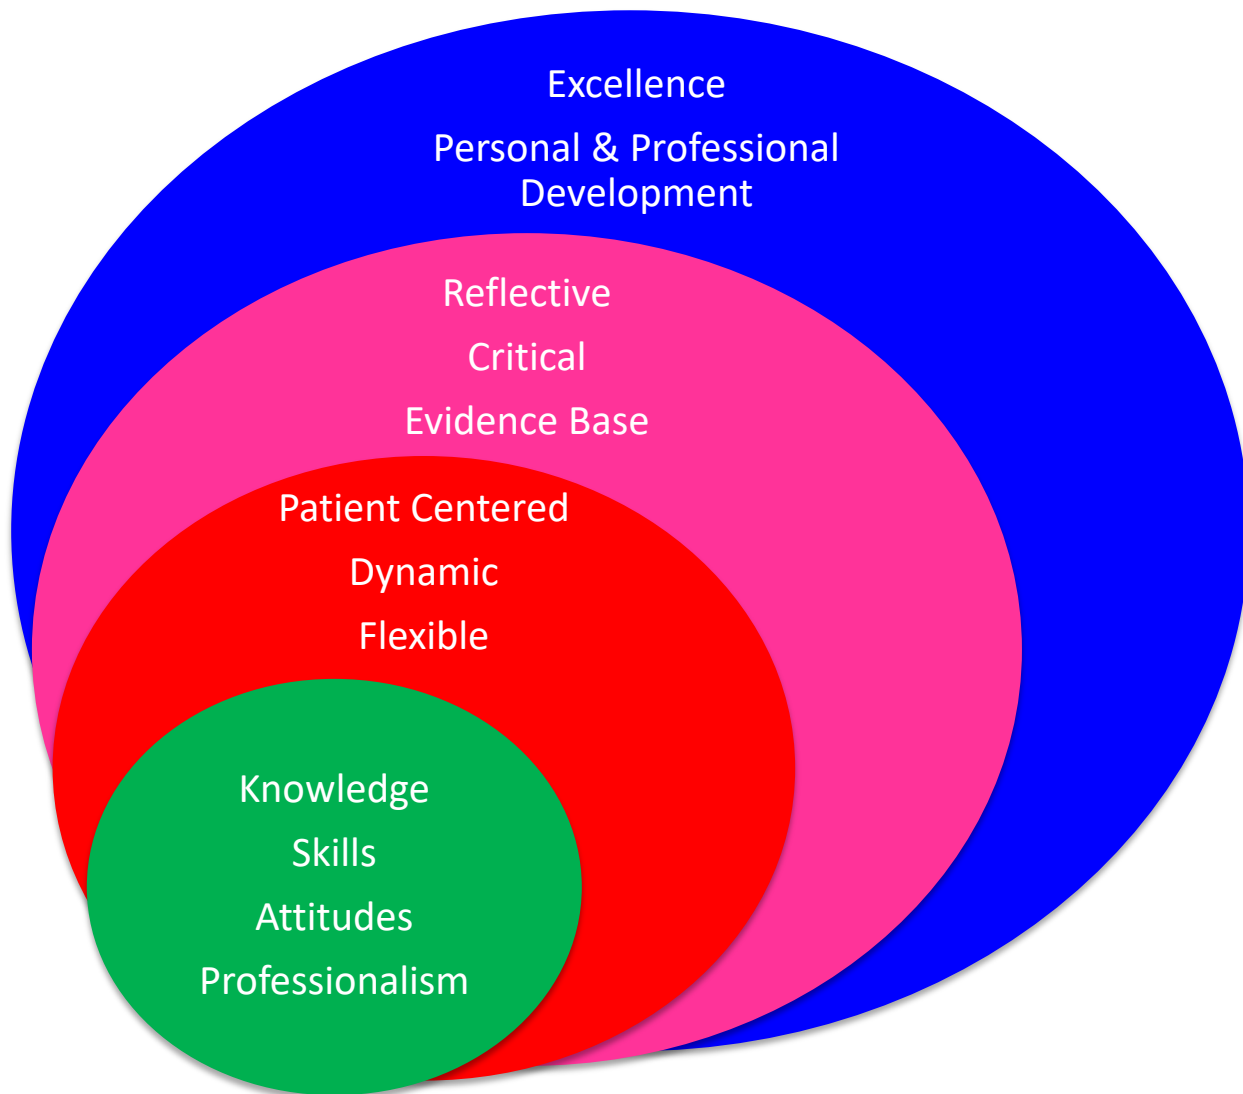 Excellence
Personal & Professional
Development
Reflective
Critical
Evidence Base
Patient Centered
Dynamic
Flexible
Knowledge
Skills
Attitudes
Professionalism